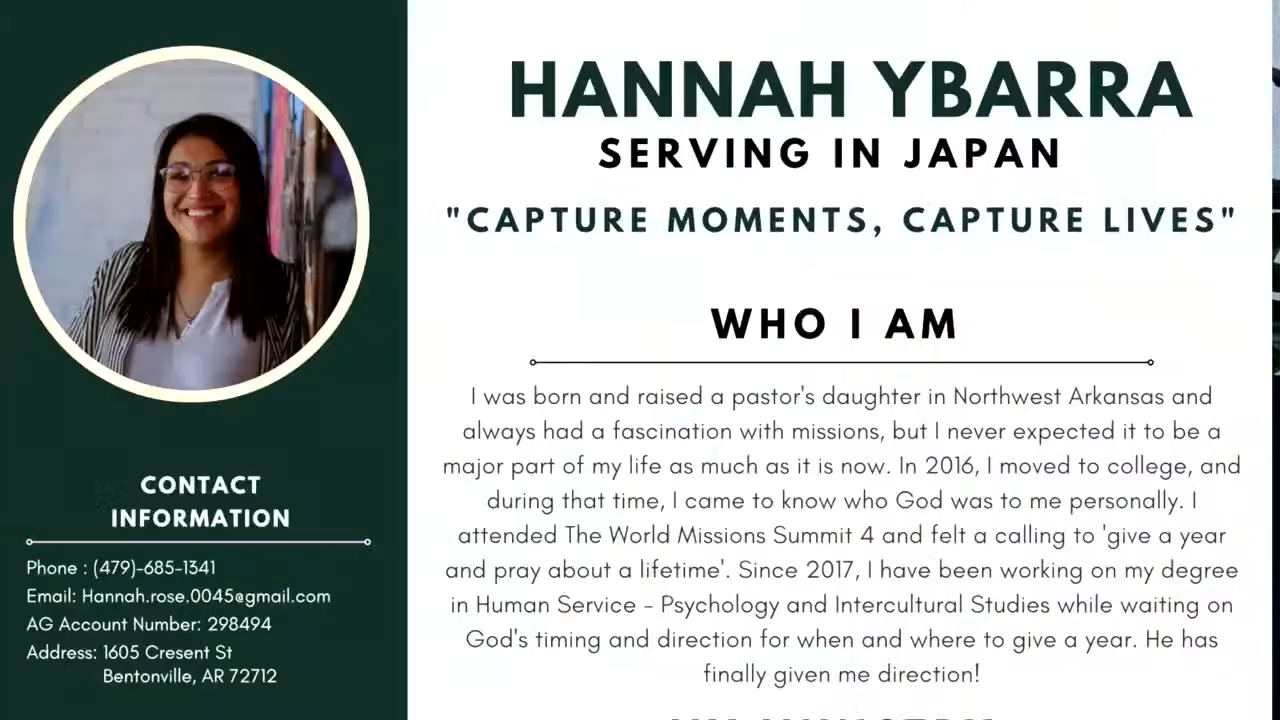 HANNAH YBARRA
SERVING IN JAPAN
"CAPTURE MOMENTS, CAPTURE LIVES"
WHO I AM
I was born and raised a pastor's daughter in Northwest Arkansas and
always had a fascination with missions, but I never expected it to be a
major part of my life as much as it is now. In 2016, I moved to college, and
during that time, I came to know who God was to me personally. I
attended The World Missions Summit 4 and felt a calling to 'give a year
and pray about a lifetime'. Since 2017, I have been working on my degree
in Human Service - Psychology and Intercultural Studies while waiting on
God's timing and direction for when and where to give a year. He has
finally given me direction!
CONTACT
INFORMATION
Phone : (479)-685-1341
Email: Hannah.rose.0045@gmail.com
AG Account Number: 298494
Address: 1605 Cresent St
Bentonville, AR 72712